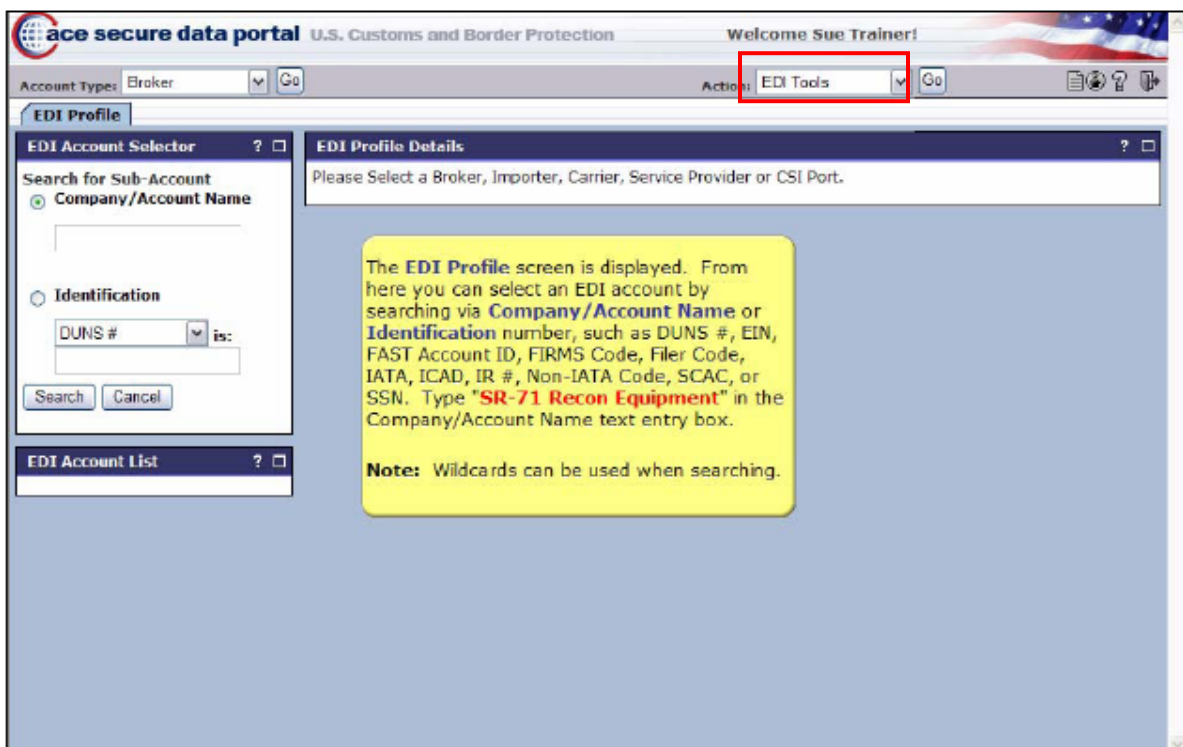 ace secure data portal U.S. Customs and Border Protection Welcome Sue Trainer!
Account Type: Broker Go Action: EDI Tools Go
EDI Profile
EDI Account Selector ?
Search for Sub-Account
Company/Account Name
Identification
DUNS # is:
Search Cancel
EDI Account List ?
EDI Profile Details ?
Please Select a Broker, Importer, Carrier, Service Provider or CSI Port.
The EDI Profile screen is displayed. From
here you can select an EDI account by
searching via Company/Account Name or
Identification number, such as DUNS #, EIN,
FAST Account ID, FIRMS Code, Filer Code,
IATA, ICAD, IR #, Non-IATA Code, SCAC, or
SSN. Type "SR-71 Recon Equipment" in the
Company/Account Name text entry box.
Note: Wildcards can be used when searching.